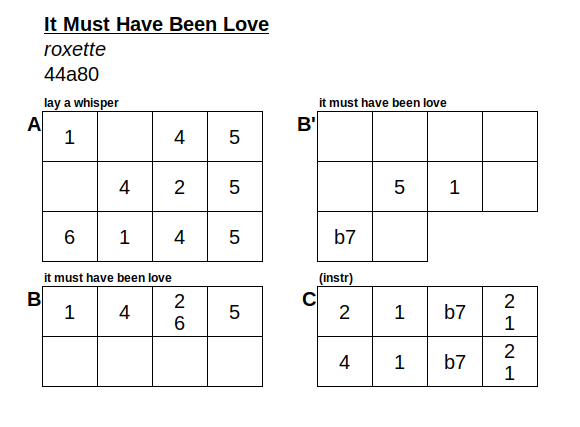 It Must Have Been Love
roxette
44a80
lay a whisper
A
1 4 5
4 2 5
6 1 4 5
it must have been love
B
1 4 2 5
6
it must have been love
B'
5 1
b7
(instr)
C
2 1 b7 2
1
4 1 b7 2
1